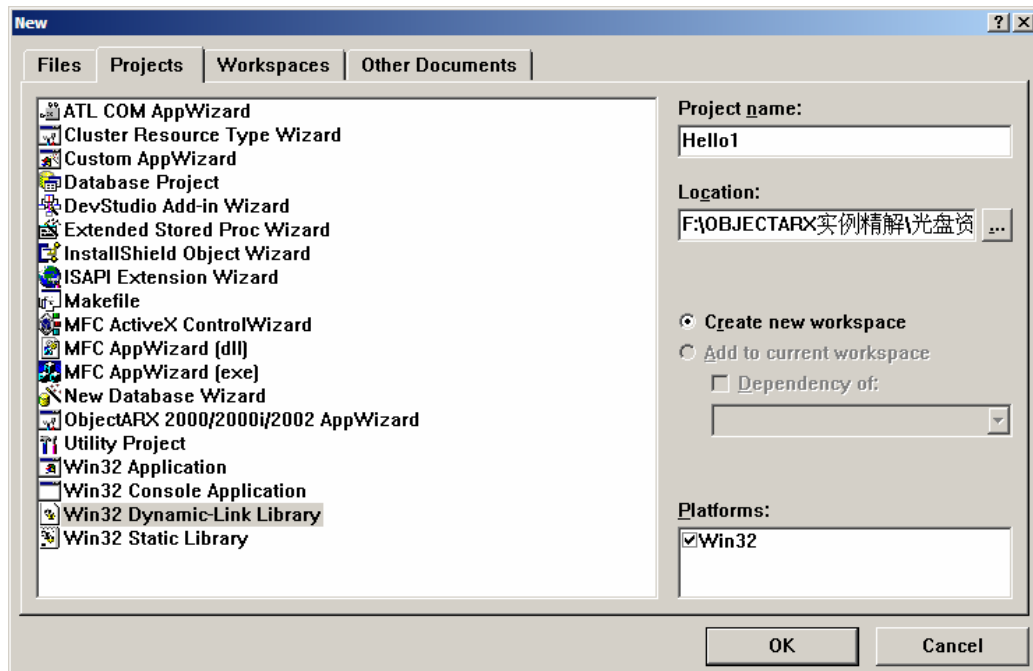 New
Files Projects Workspaces Other Documents
ATL COM AppWizard
Cluster Resource Type Wizard
Custom AppWizard
Database Project
DevStudio Add-in Wizard
Extended Stored Proc Wizard
InstallShield Object Wizard
ISAPI Extension Wizard
Makefile
MFC ActiveX ControlWizard
MFC AppWizard (dll)
MFC AppWizard (exe)
New Database Wizard
ObjectARX 2000/2000i/2002 AppWizard
Utility Project
Win32 Application
Win32 Console Application
Win32 Dynamic-Link Library
Win32 Static Library
Project name:
Hello1
Location:
F:\OBJECTARX实例精解\光盘资 ...
Create new workspace
Add to current workspace
Dependency of:
Platforms:
Win32
OK Cancel